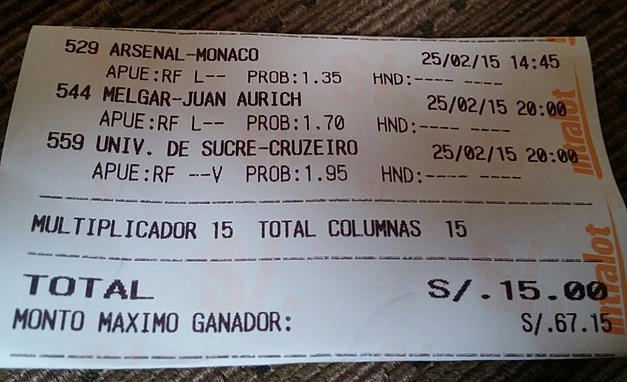 529 ARSENAL-MONACO 25/02/15 14:45
APUE:RF L-- PROB:1.35 HND:---- ----
544 MELGAR-JUAN AURICH 25/02/15 20:00
APUE:RF L-- PROB:1.70 HND:---- ----
559 UNIV. DE SUCRE-CRUZEIRO 25/02/15 20:00
APUE:RF --V PROB:1.95 HND:---- ----
intralot
MULTIPLICADOR 15 TOTAL COLUMNAS 15
TOTAL S/.15.00
MONTO MAXIMO GANADOR: S/.67.15
intralot